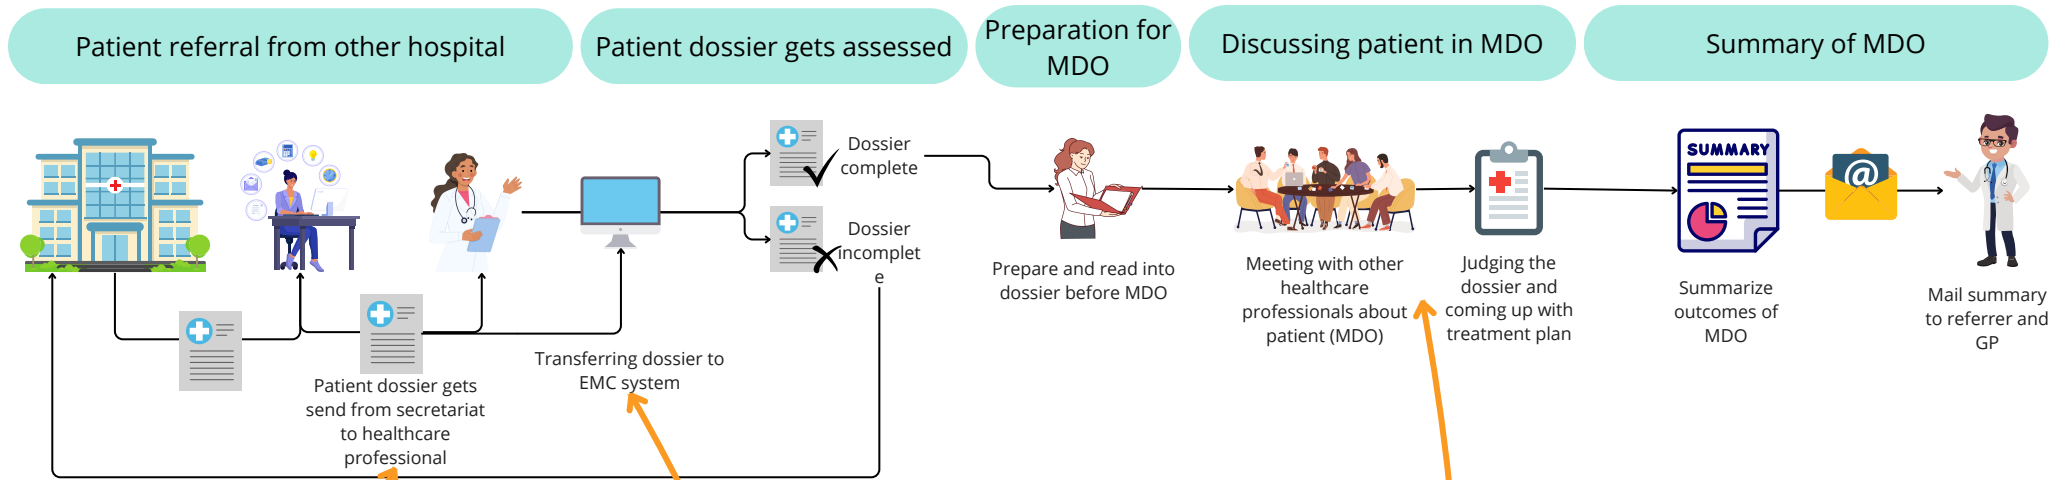 Patient referral from other hospital
Patient dossier gets assessed
Preparation for
MDO
Discussing patient in MDO
Summary of MDO
Dossier
complete
Dossier
incomplet
e
Patient dossier gets
send from secretariat
to healthcare
professional
Transferring dossier to
EMC system
Prepare and read into
dossier before MDO
Meeting with other
healthcare
professionals about
patient (MDO)
Judging the
dossier and
coming up with
treatment plan
SUMMARY
Summarize
outcomes of
MDO
@
Mail summary
to referrer and
GP